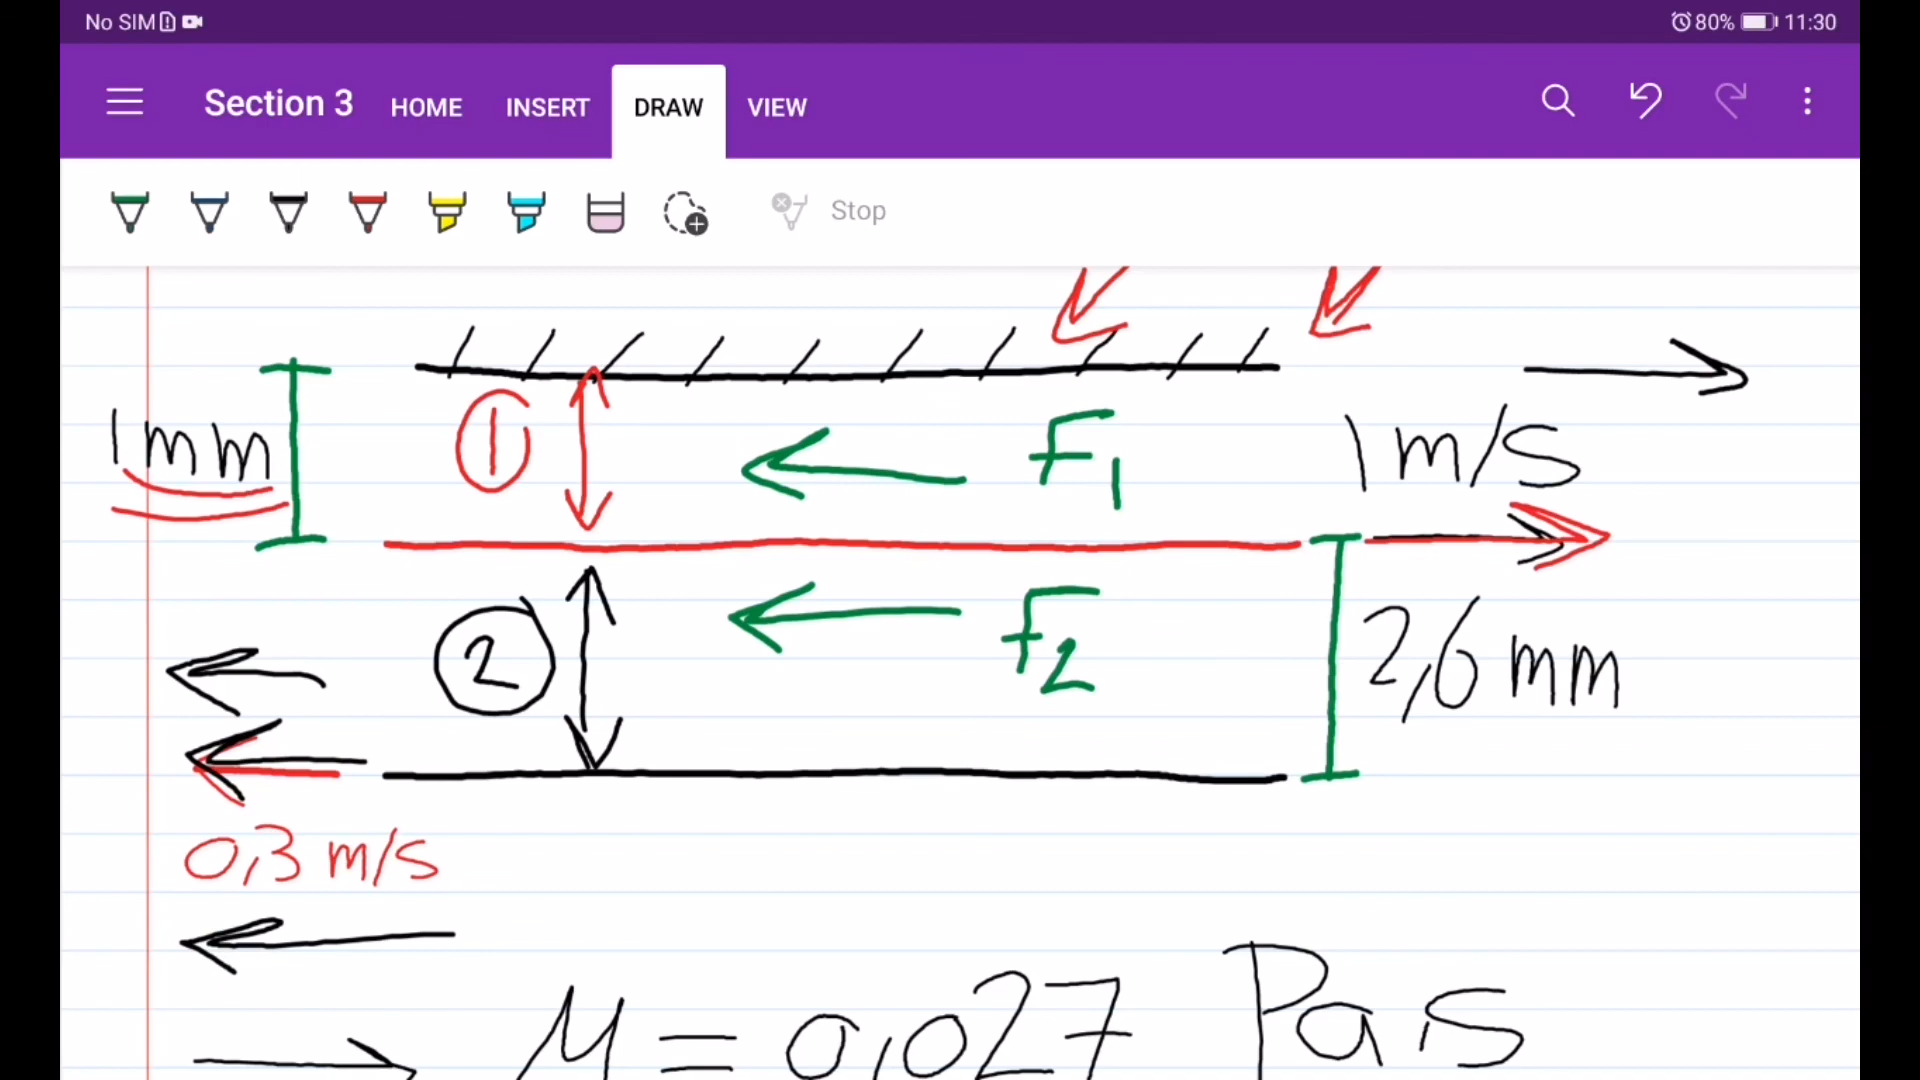 No SIM 80% 11:30
Section 3 HOME INSERT DRAW VIEW
Stop
1mm 1 F1 1m/s
2 F2 2,6 mm
0,3 m/s
M = 0,027 Pa.s